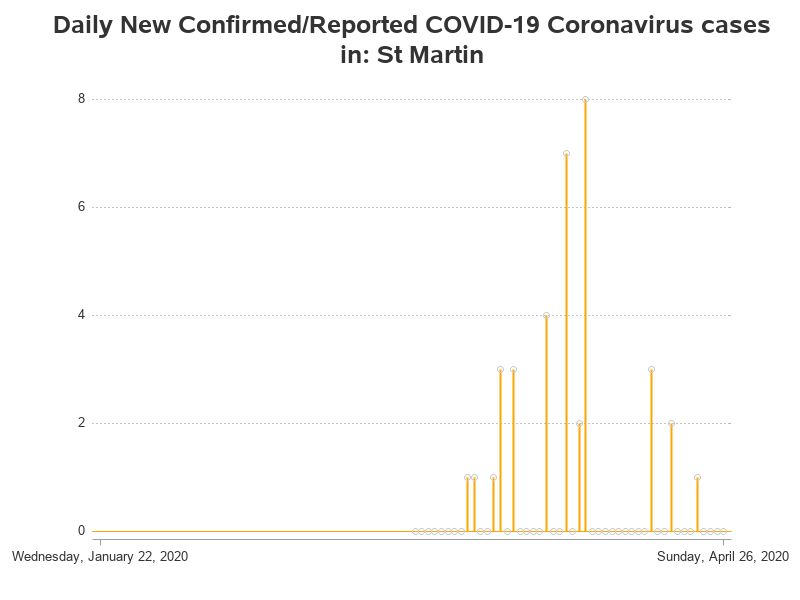 Daily New Confirmed/Reported COVID-19 Coronavirus cases
in: St Martin
8
6
4
2
0
Wednesday, January 22, 2020 Sunday, April 26, 2020